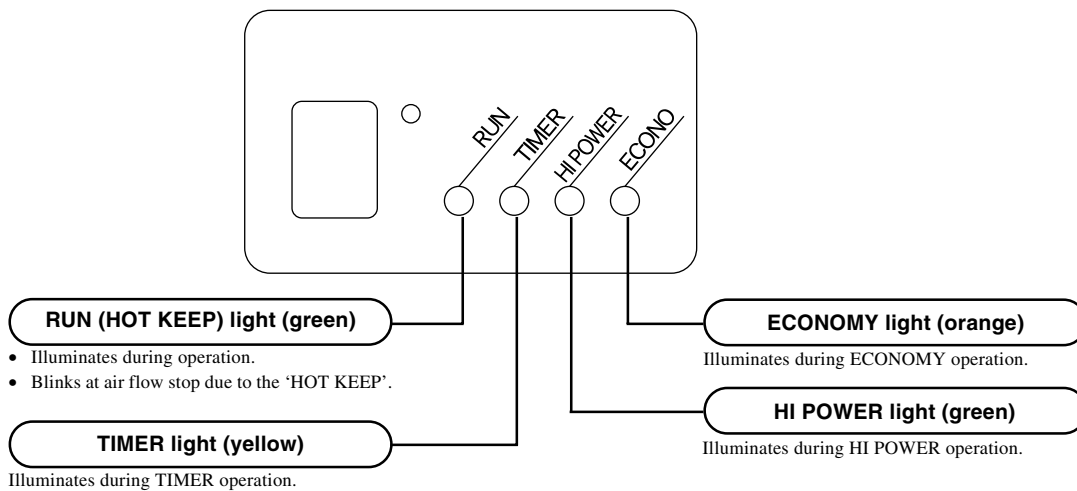 RUN
TIMER
HI POWER
ECONO
RUN (HOT KEEP) light (green)
• Illuminates during operation.
• Blinks at air flow stop due to the ‘HOT KEEP’.
TIMER light (yellow)
Illuminates during TIMER operation.
ECONOMY light (orange)
Illuminates during ECONOMY operation.
HI POWER light (green)
Illuminates during HI POWER operation.